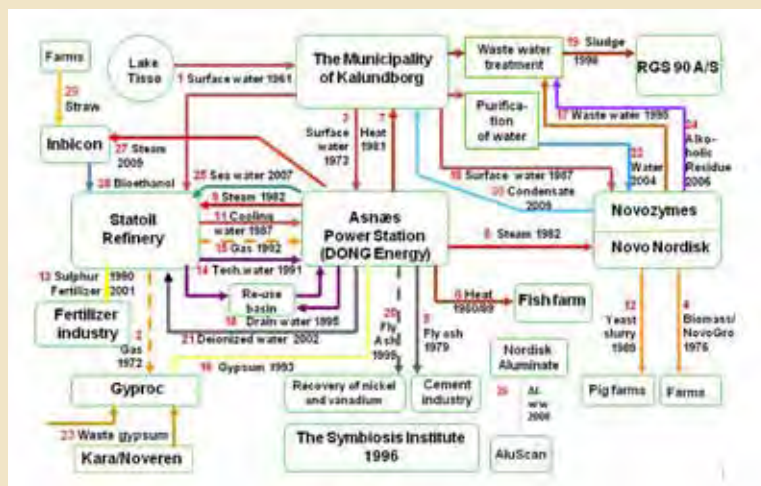 Farms
Lake
Tisso
The Municipality
of Kalundborg
Waste water
treatment
19 Sludge
1998
RGS 90 A/S
1 Surface water 1961
29
Straw
Purifica-
tion
of water
17 Waste water 1995
24
Alko-
holic
Residue
2006
3
Surface
water
1973
7
Heat
1981
Inbicon
27 Steam
2009
25 Sea water 2007
28 Bioethanol
16 Surface water 1987
22
Water
2004
30 Condensate
2009
9 Steam 1982
11 Cooling
water 1987
15 Gas 1992
14 Tech.water 1991
Statoil
Refinery
Asnæs
Power Station
(DONG Energy)
8 Steam 1982
Novozymes
Novo Nordisk
13 Sulphur 1990
Fertilizer 2001
Fertilizer
industry
2
Gas
1972
Re-use
basin
18 Drain water 1995
21 Deionized water 2002
16 Gypsum 1993
20
Fly
Ash
1999
5
Fly ash
1979
6 Heat
1980/89
Fish farm
12
Yeast
slurry
1989
4
Biomass/
NovoGro
1976
Gyproc
Recovery of nickel
and vanadium
Cement
industry
Nordisk
Aluminate
26
Al-
ww
Pig farms
Farms
23 Waste gypsum
Kara/Noveren
The Symbiosis Institute
1996
AluScan